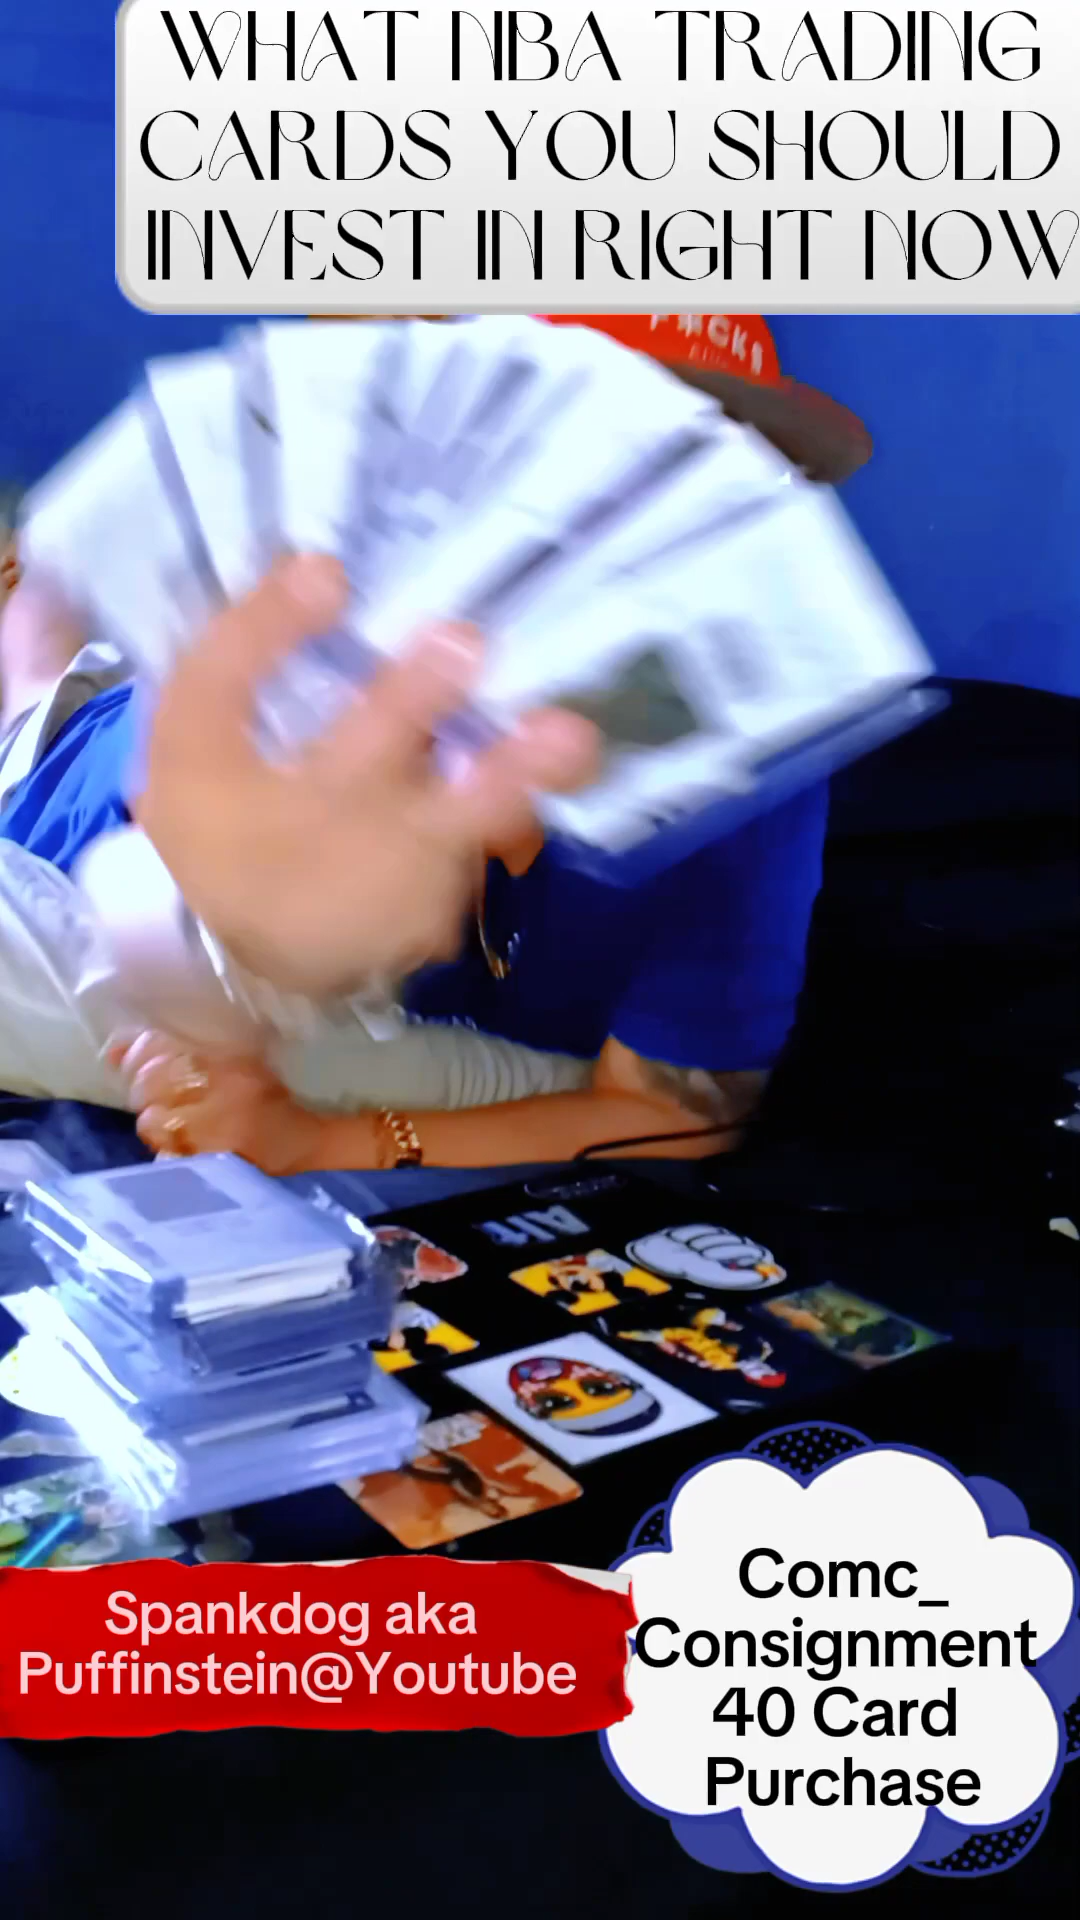 WHAT NBA TRADING
CARDS YOU SHOULD
INVEST IN RIGHT NOW
Spankdog aka
Puffinstein@Youtube
Comc_
Consignment
40 Card
Purchase